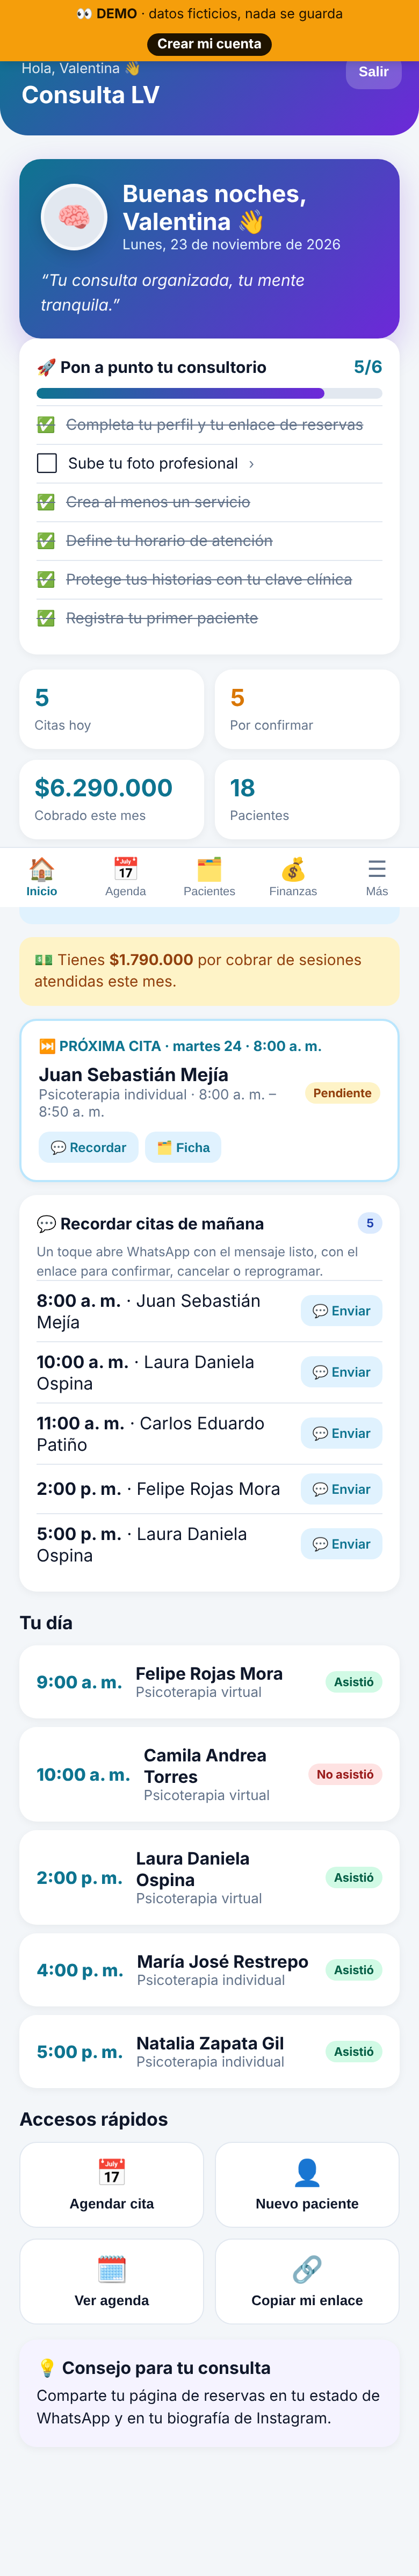 👀 DEMO · datos ficticios, nada se guarda
Crear mi cuenta
Hola, Valentina 👋
Salir
Consulta LV
🧠
Buenas noches,
Valentina 👋
Lunes, 23 de noviembre de 2026
“Tu consulta organizada, tu mente
tranquila.”
🚀 Pon a punto tu consultorio
5/6
✅ Completa tu perfil y tu enlace de reservas
Sube tu foto profesional ›
✅ Crea al menos un servicio
✅ Define tu horario de atención
✅ Protege tus historias con tu clave clínica
✅ Registra tu primer paciente
5
Citas hoy
5
Por confirmar
$6.290.000
Cobrado este mes
18
Pacientes
Inicio
Agenda
Pacientes
Finanzas
Más
💵 Tienes $1.790.000 por cobrar de sesiones
atendidas este mes.
⏭️ PRÓXIMA CITA · martes 24 · 8:00 a. m.
Juan Sebastián Mejía
Psicoterapia individual · 8:00 a. m. –
8:50 a. m.
Pendiente
💬 Recordar
🗂️ Ficha
💬 Recordar citas de mañana
5
Un toque abre WhatsApp con el mensaje listo, con el
enlace para confirmar, cancelar o reprogramar.
8:00 a. m. · Juan Sebastián
Mejía
💬 Enviar
10:00 a. m. · Laura Daniela
Ospina
💬 Enviar
11:00 a. m. · Carlos Eduardo
Patiño
💬 Enviar
2:00 p. m. · Felipe Rojas Mora
💬 Enviar
5:00 p. m. · Laura Daniela
Ospina
💬 Enviar
Tu día
9:00 a. m.
Felipe Rojas Mora
Psicoterapia virtual
Asistió
10:00 a. m.
Camila Andrea
Torres
Psicoterapia virtual
No asistió
2:00 p. m.
Laura Daniela
Ospina
Psicoterapia virtual
Asistió
4:00 p. m.
María José Restrepo
Psicoterapia individual
Asistió
5:00 p. m.
Natalia Zapata Gil
Psicoterapia individual
Asistió
Accesos rápidos
Agendar cita
Nuevo paciente
Ver agenda
Copiar mi enlace
💡 Consejo para tu consulta
Comparte tu página de reservas en tu estado de
WhatsApp y en tu biografía de Instagram.